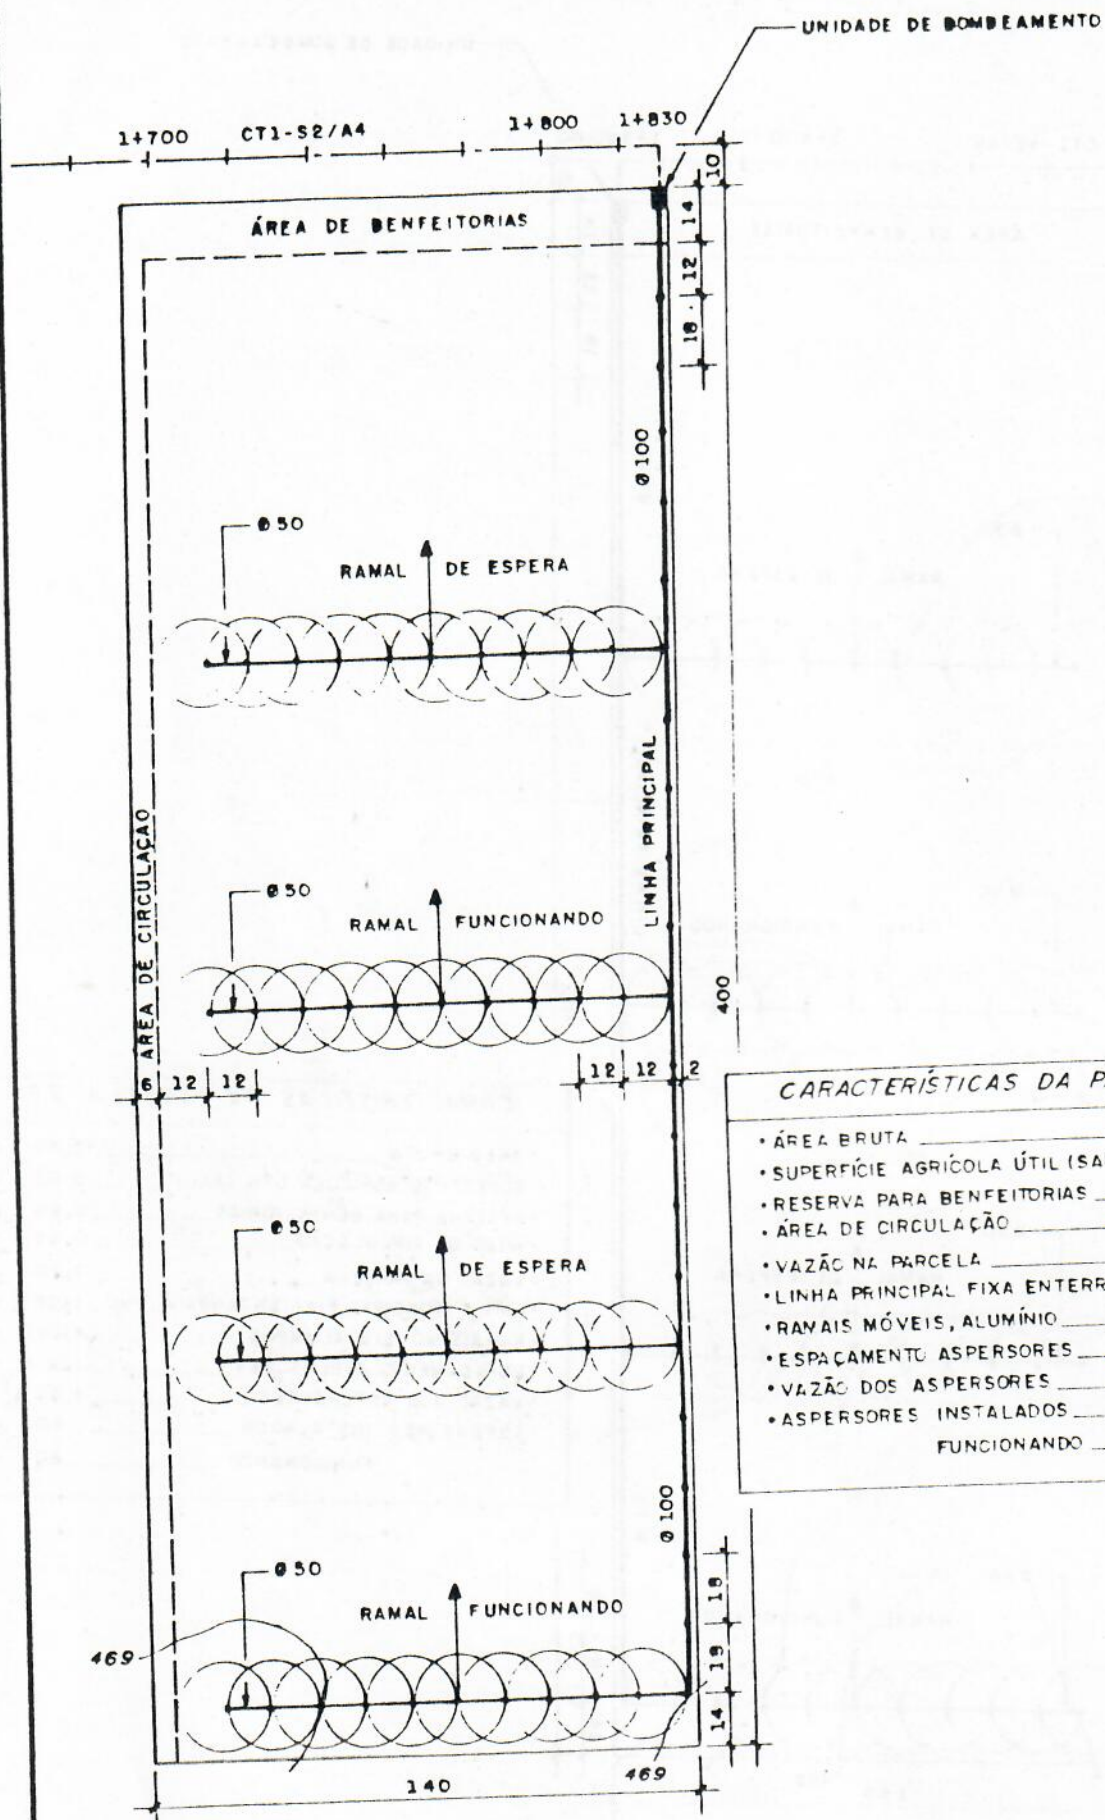 UNIDADE DE BOMBEAMENTO
1+700 CT1-S2/A4 1+800 1+830
10
ÁREA DE BENFEITORIAS
14
12
18
Ø100
Ø50
RAMAL DE ESPERA
LINHA PRINCIPAL
ÁREA DE CIRCULAÇAO
Ø50
RAMAL FUNCIONANDO
400
6 12 12
12 12 2
CARACTERÍSTICAS DA P
• ÁREA BRUTA
• SUPERFÍCIE AGRÍCOLA ÚTIL (SA
• RESERVA PARA BENFEITORIAS
• ÁREA DE CIRCULAÇÃO
• VAZÃO NA PARCELA
• LINHA PRINCIPAL FIXA ENTERR
• RAMAIS MÓVEIS, ALUMÍNIO
• ESPAÇAMENTO ASPERSORES
• VAZÃO DOS ASPERSORES
• ASPERSORES INSTALADOS
FUNCIONANDO
Ø50
RAMAL DE ESPERA
Ø100
Ø50
RAMAL FUNCIONANDO
18
18
14
469
469
140